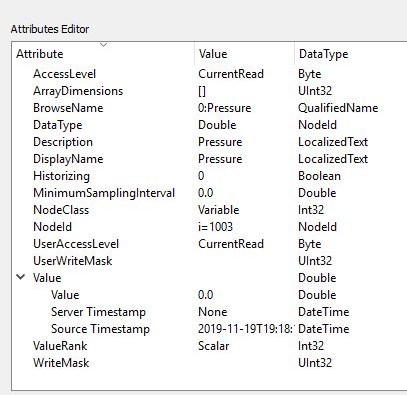 Attributes Editor
Attribute Value DataType
AccessLevel CurrentRead Byte
ArrayDimensions [] UInt32
BrowseName 0:Pressure QualifiedName
DataType Double NodeId
Description Pressure LocalizedText
DisplayName Pressure LocalizedText
Historizing 0 Boolean
MinimumSamplingInterval 0.0 Double
NodeClass Variable Int32
NodeId i=1003 NodeId
UserAccessLevel CurrentRead Byte
UserWriteMask UInt32
Value Double
Value 0.0 Double
Server Timestamp None DateTime
Source Timestamp 2019-11-19T19:18: DateTime
ValueRank Scalar Int32
WriteMask UInt32